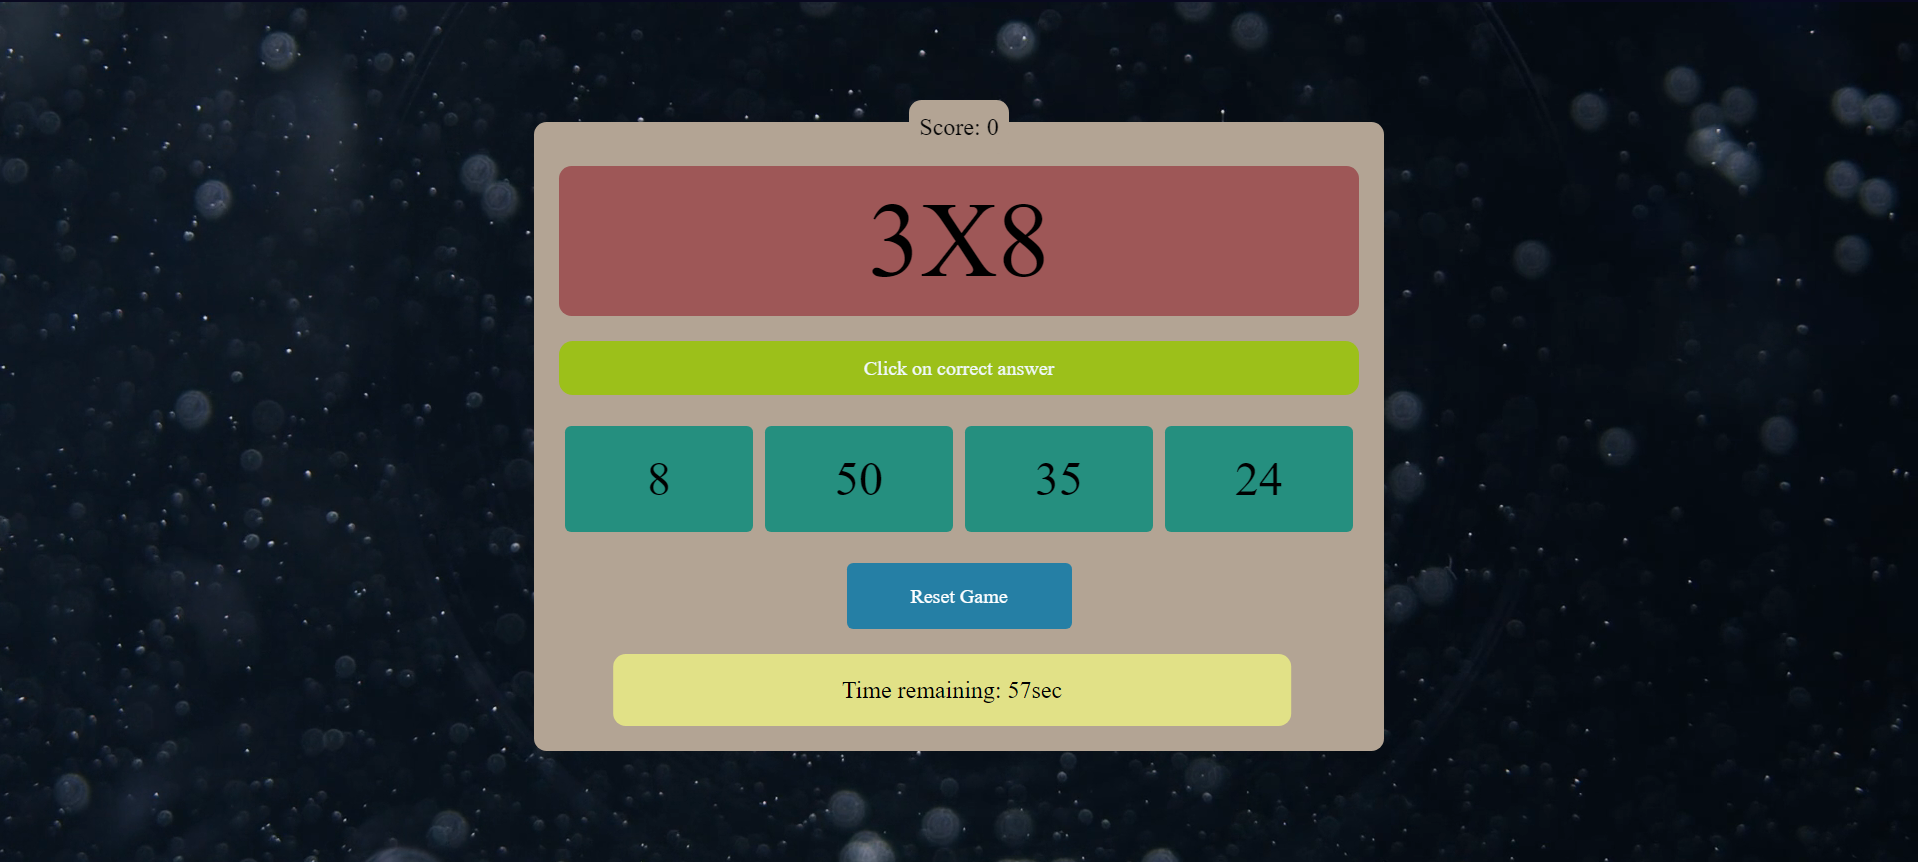 Score: 0
3X8
Click on correct answer
8 50 35 24
Reset Game
Time remaining: 57sec